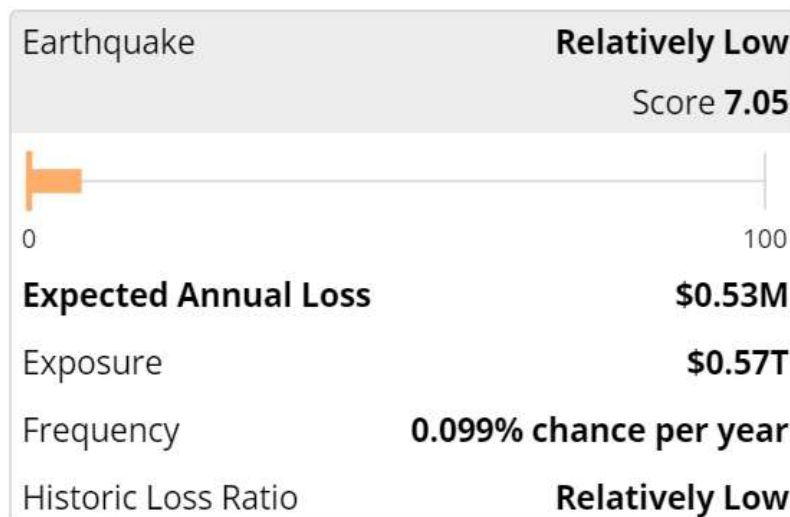 Earthquake Relatively Low
Score 7.05
0 100
Expected Annual Loss $0.53M
Exposure $0.57T
Frequency 0.099% chance per year
Historic Loss Ratio Relatively Low